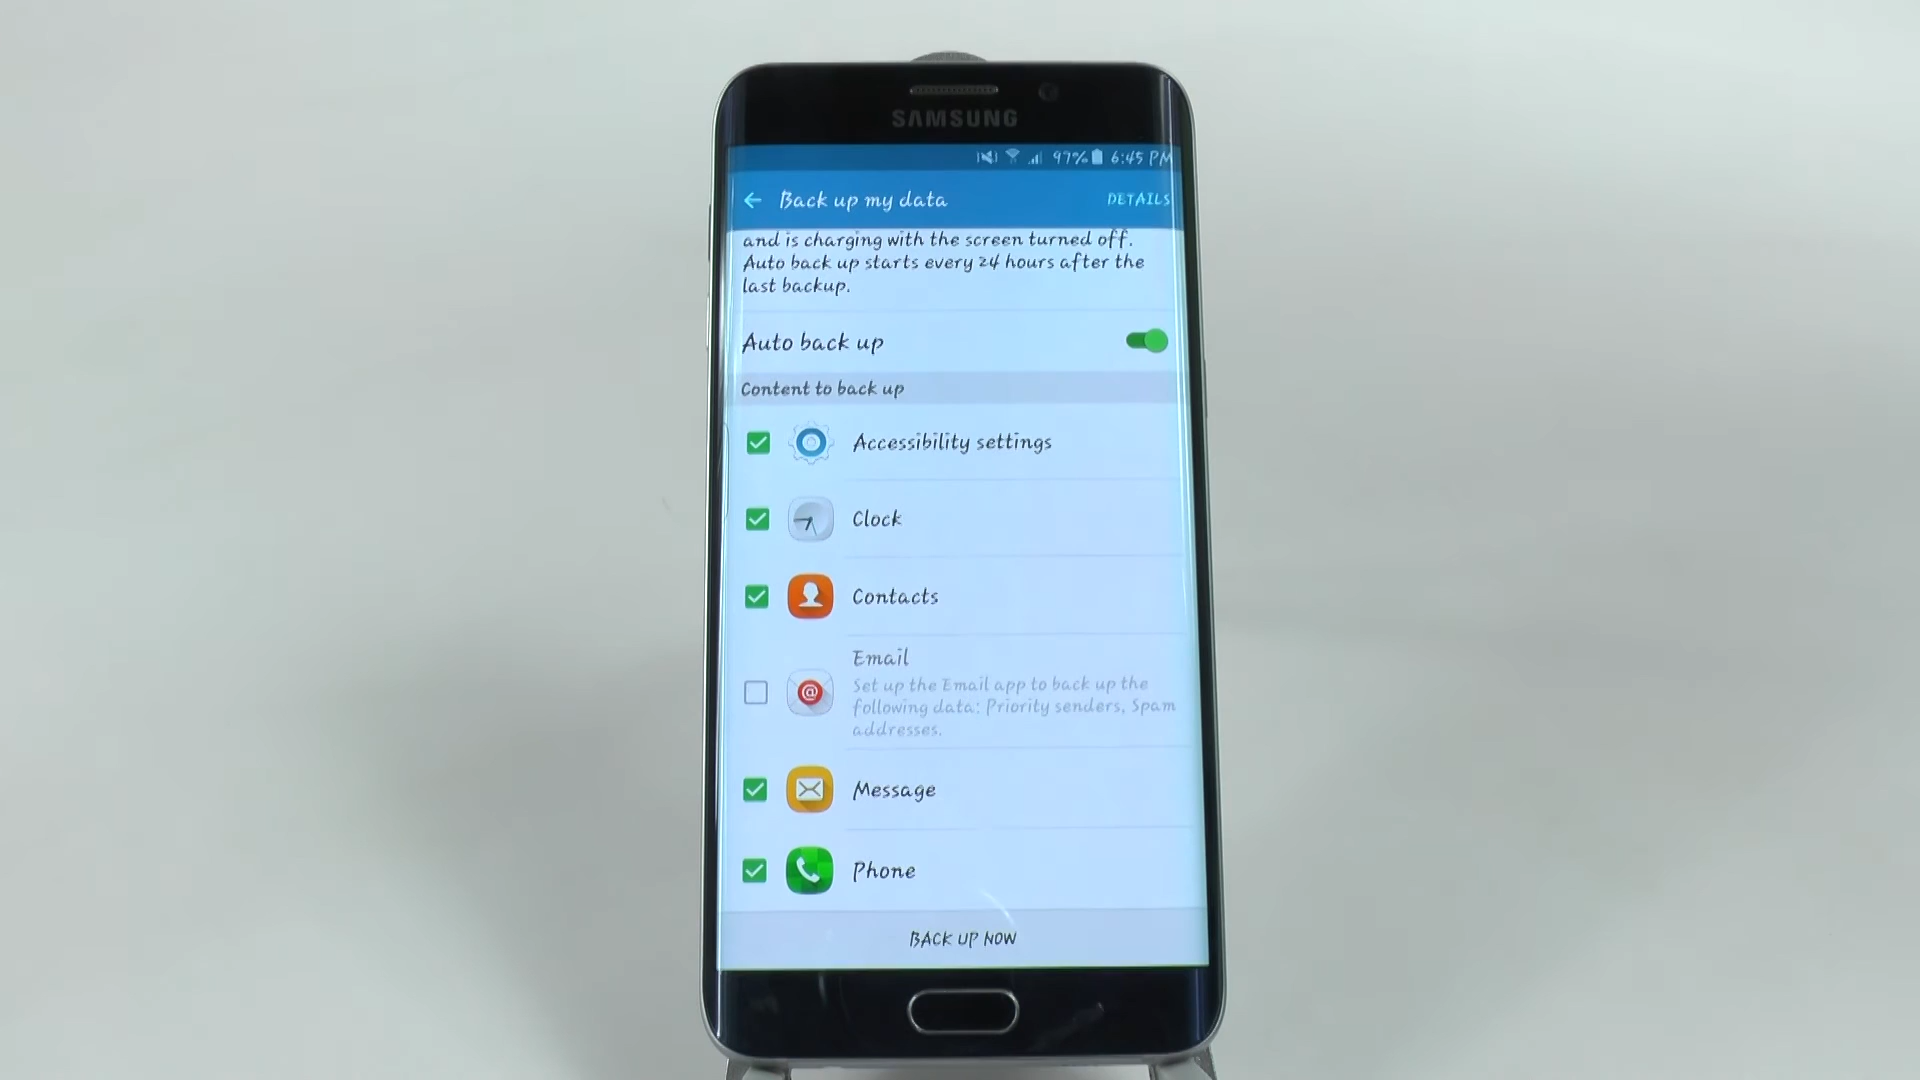 SAMSUNG
97% 6:45 PM
Back up my data DETAILS
and is charging with the screen turned off.
Auto back up starts every 24 hours after the
last backup.
Auto back up
Content to back up
Accessibility settings
Clock
Contacts
Email
Set up the Email app to back up the
following data: Priority senders, Spam
addresses.
Message
Phone
BACK UP NOW